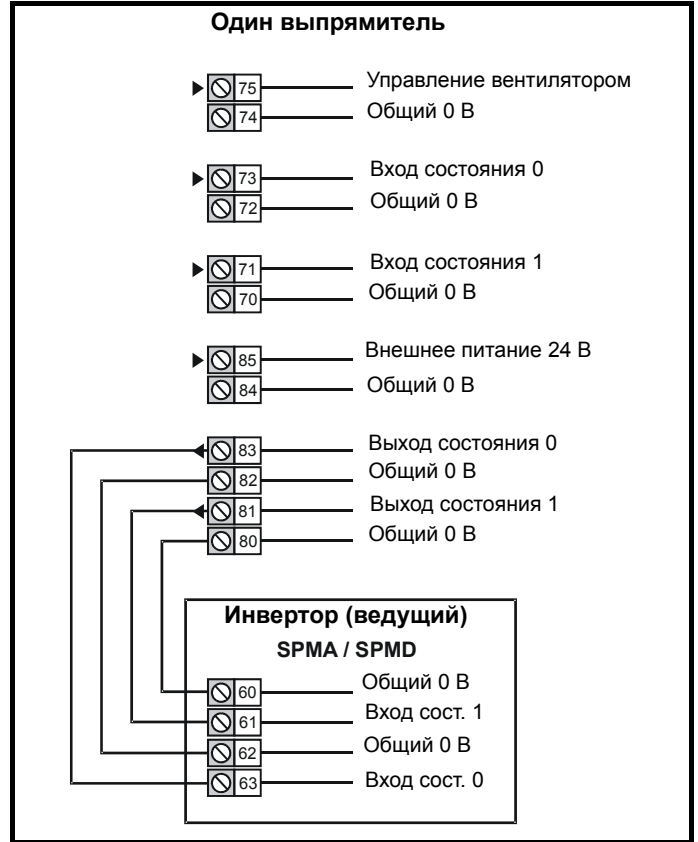 Один выпрямитель
75 Управление вентилятором
74 Общий 0 В
73 Вход состояния 0
72 Общий 0 В
71 Вход состояния 1
70 Общий 0 В
85 Внешнее питание 24 В
84 Общий 0 В
83 Выход состояния 0
82 Общий 0 В
81 Выход состояния 1
80 Общий 0 В
Инвертор (ведущий)
SPMA / SPMD
60 Общий 0 В
61 Вход сост. 1
62 Общий 0 В
63 Вход сост. 0